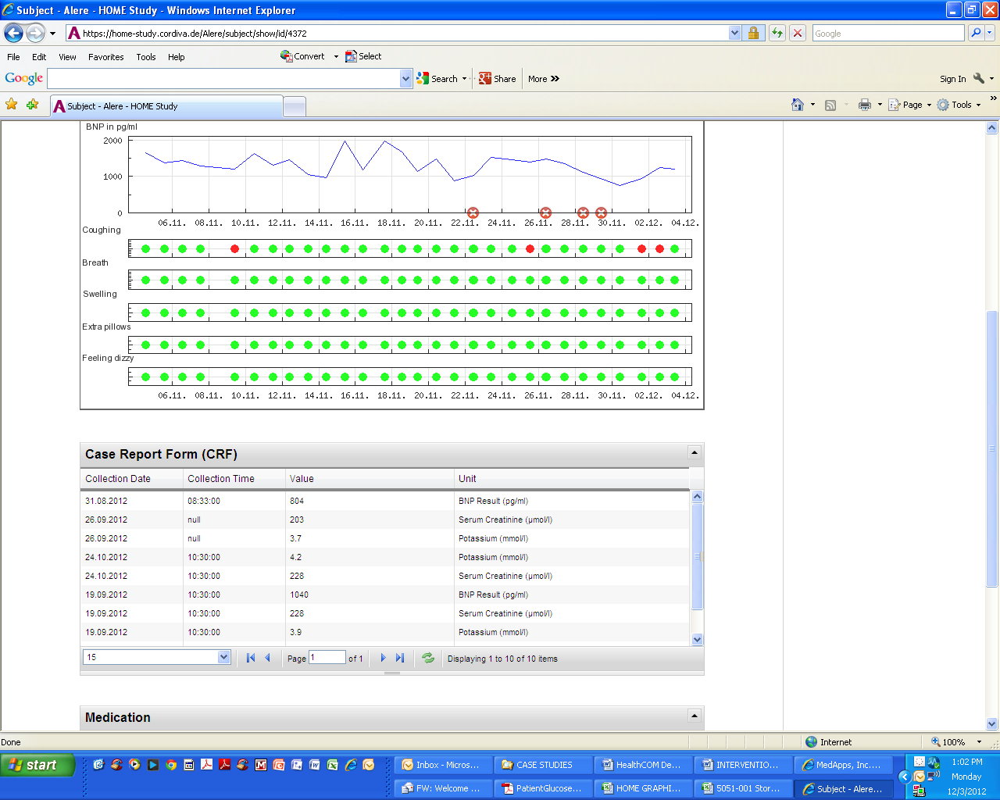 Subject - Alere - HOME Study - Windows Internet Explorer
https://home-study.cordiva.de/Alere/subject/show/id/4372
Google
File Edit View Favorites Tools Help
Convert Select
Google
Search Share More
Sign In
Subject - Alere - HOME Study
Page Tools
BNP in pg/ml
2000
1000
0
06.11. 08.11. 10.11. 12.11. 14.11. 16.11. 18.11. 20.11. 22.11. 24.11. 26.11. 28.11. 30.11. 02.12. 04.12.
Coughing
Breath
Swelling
Extra pillows
Feeling dizzy
06.11. 08.11. 10.11. 12.11. 14.11. 16.11. 18.11. 20.11. 22.11. 24.11. 26.11. 28.11. 30.11. 02.12. 04.12.
Case Report Form (CRF)
Collection Date Collection Time Value Unit
31.08.2012 08:33:00 804 BNP Result (pg/ml)
26.09.2012 null 203 Serum Creatinine (µmol/l)
26.09.2012 null 3.7 Potassium (mmol/l)
24.10.2012 10:30:00 4.2 Potassium (mmol/l)
24.10.2012 10:30:00 228 Serum Creatinine (µmol/l)
19.09.2012 10:30:00 1040 BNP Result (pg/ml)
19.09.2012 10:30:00 228 Serum Creatinine (µmol/l)
19.09.2012 10:30:00 3.9 Potassium (mmol/l)
15 Page 1 of 1 Displaying 1 to 10 of 10 items
Medication
Done Internet 100%
start
Inbox - Micros... CASE STUDIES HealthCOM De... INTERVENTIO... MedApps, Inc....
FW: Welcome ... PatientGlucose... HOME GRAPHI... 5051-001 Stor... Subject - Alere...
1:02 PM
Monday
12/3/2012